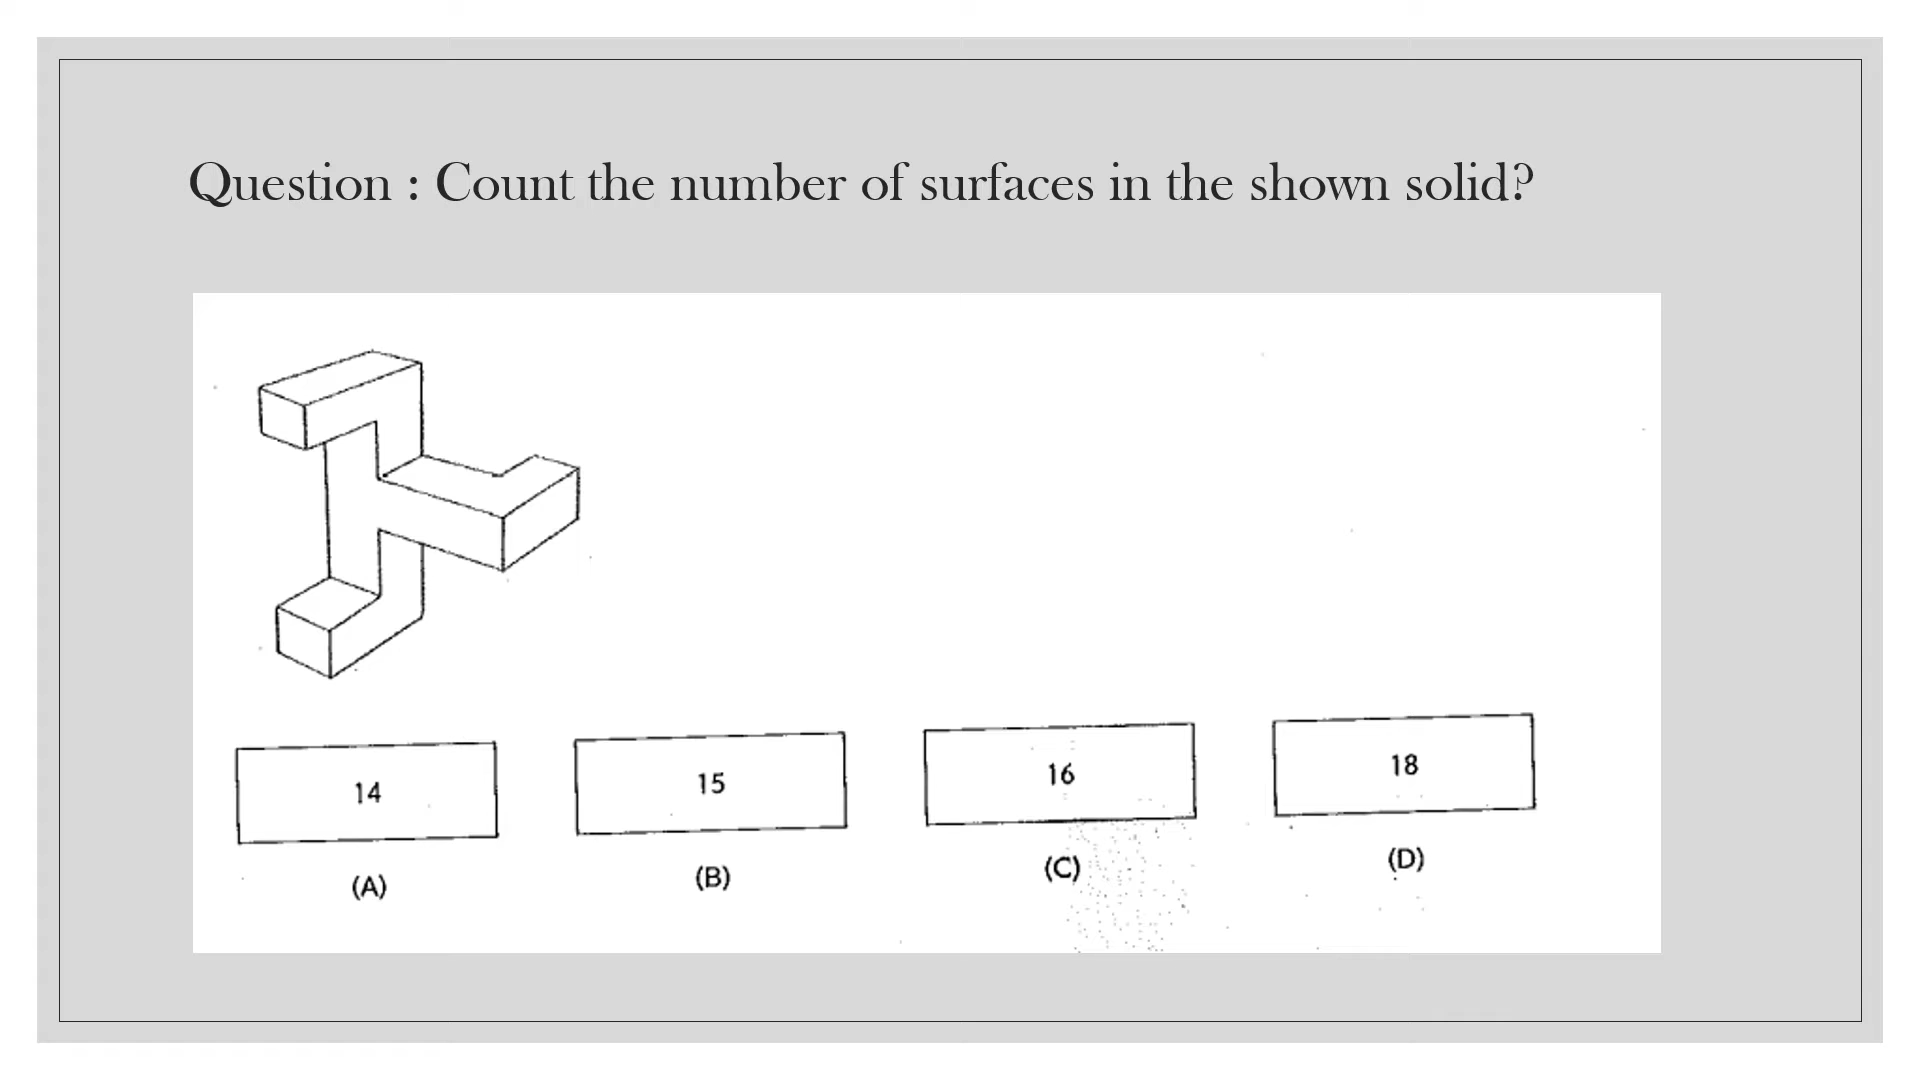 Question : Count the number of surfaces in the shown solid?
14 15 16 18
(A) (B) (C) (D)